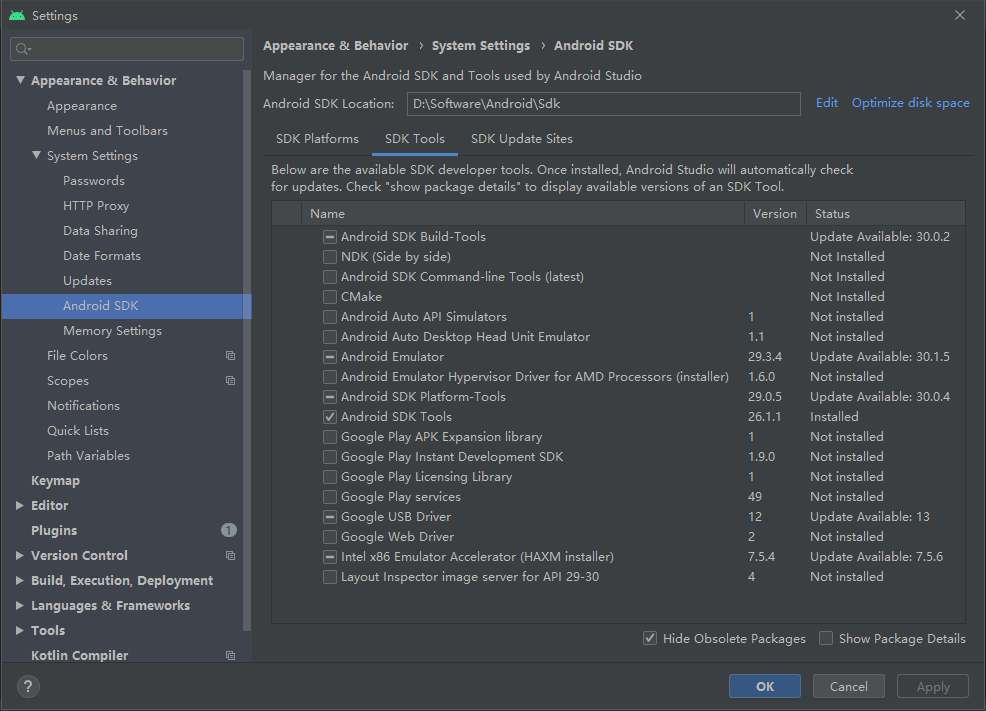 Settings
Appearance & Behavior
Appearance
Menus and Toolbars
System Settings
Passwords
HTTP Proxy
Data Sharing
Date Formats
Updates
Android SDK
Memory Settings
File Colors
Scopes
Notifications
Quick Lists
Path Variables
Keymap
Editor
Plugins 1
Version Control
Build, Execution, Deployment
Languages & Frameworks
Tools
Kotlin Compiler
Appearance & Behavior › System Settings › Android SDK
Manager for the Android SDK and Tools used by Android Studio
Android SDK Location: D:\Software\Android\Sdk Edit Optimize disk space
SDK Platforms SDK Tools SDK Update Sites
Below are the available SDK developer tools. Once installed, Android Studio will automatically check
for updates. Check "show package details" to display available versions of an SDK Tool.
Name Version Status
Android SDK Build-Tools Update Available: 30.0.2
NDK (Side by side) Not Installed
Android SDK Command-line Tools (latest) Not Installed
CMake Not Installed
Android Auto API Simulators 1 Not installed
Android Auto Desktop Head Unit Emulator 1.1 Not installed
Android Emulator 29.3.4 Update Available: 30.1.5
Android Emulator Hypervisor Driver for AMD Processors (installer) 1.6.0 Not installed
Android SDK Platform-Tools 29.0.5 Update Available: 30.0.4
Android SDK Tools 26.1.1 Installed
Google Play APK Expansion library 1 Not installed
Google Play Instant Development SDK 1.9.0 Not installed
Google Play Licensing Library 1 Not installed
Google Play services 49 Not installed
Google USB Driver 12 Update Available: 13
Google Web Driver 2 Not installed
Intel x86 Emulator Accelerator (HAXM installer) 7.5.4 Update Available: 7.5.6
Layout Inspector image server for API 29-30 4 Not installed
Hide Obsolete Packages Show Package Details
? OK Cancel Apply